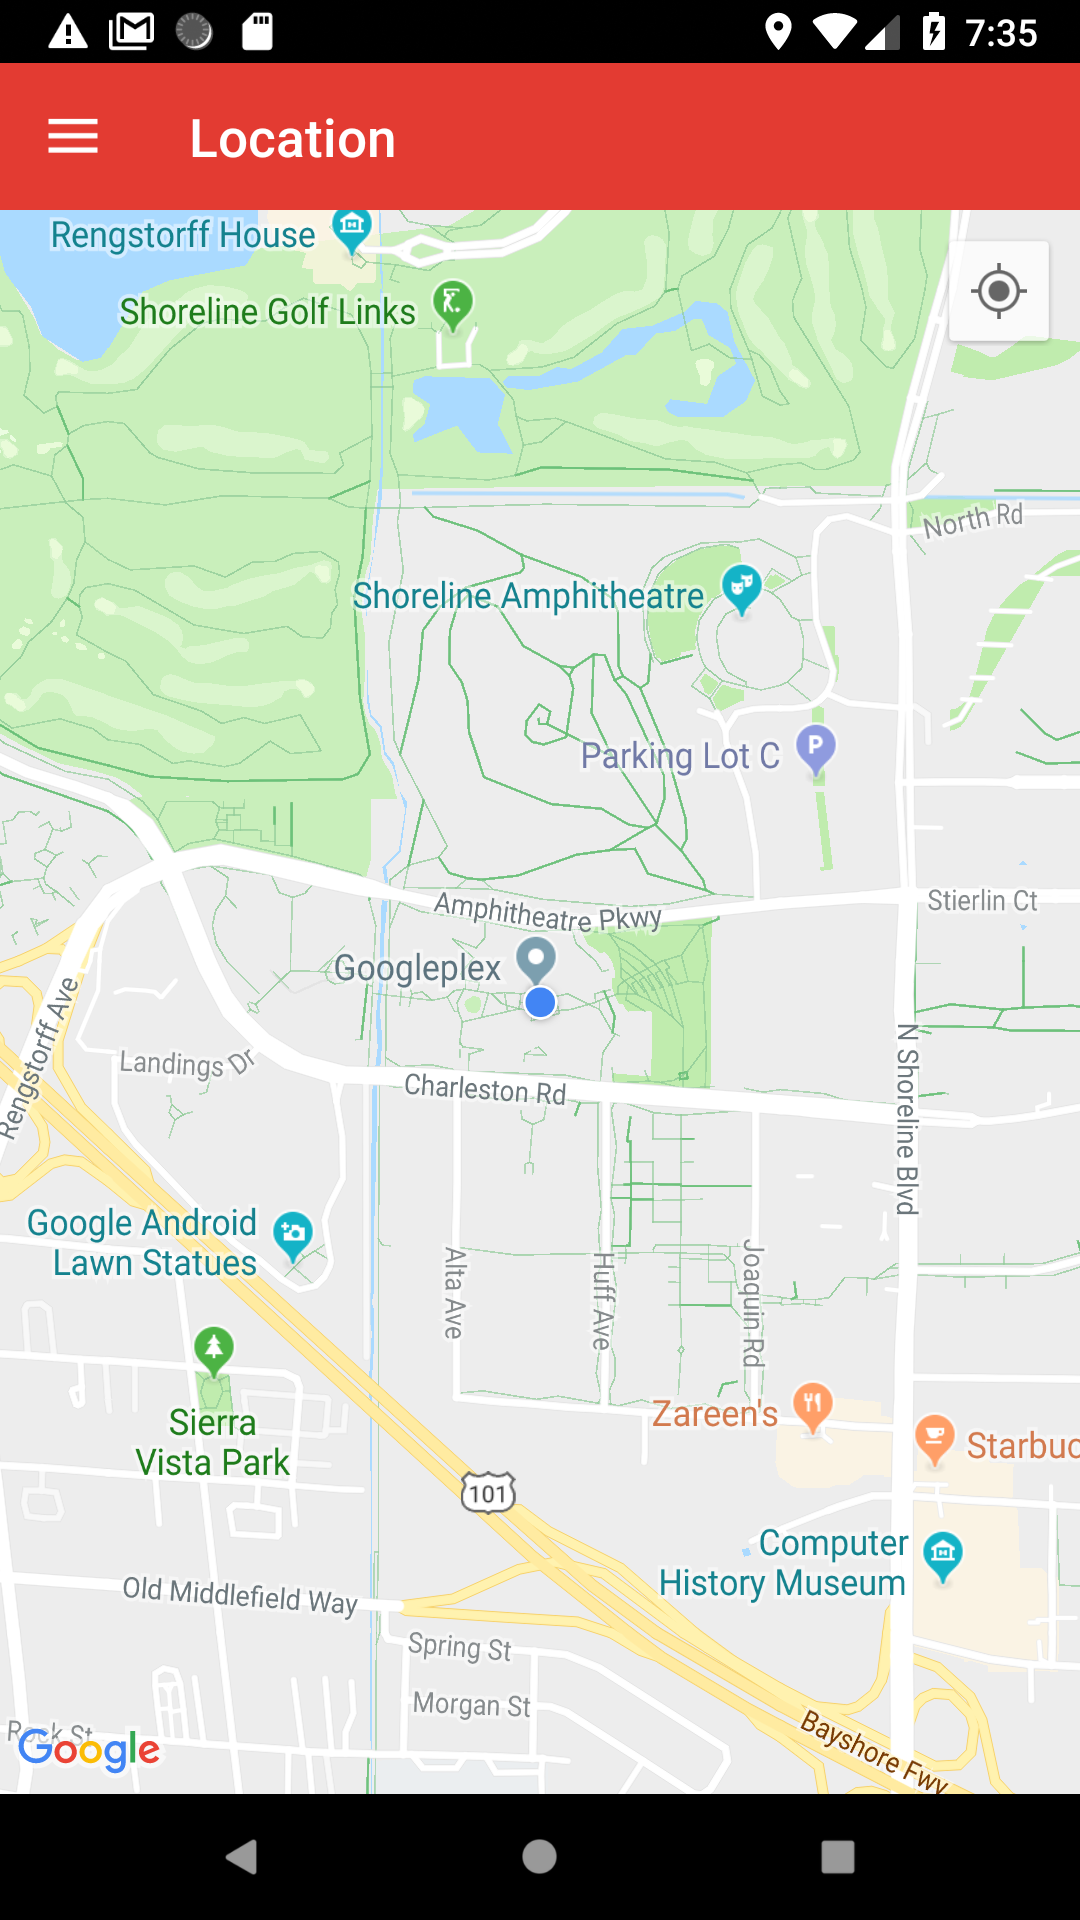 7:35
Location
Rengstorff House
Shoreline Golf Links
North Rd
Shoreline Amphitheatre
Parking Lot C
P
Amphitheatre Pkwy
Stierlin Ct
Googleplex
Rengstorff Ave
Landings Dr
Charleston Rd
N Shoreline Blvd
Google Android
Lawn Statues
Alta Ave
Huff Ave
Joaquin Rd
Sierra
Vista Park
Zareen's
Starbuc
101
Computer
History Museum
Old Middlefield Way
Spring St
Morgan St
Rock St
Bayshore Fwy
Google